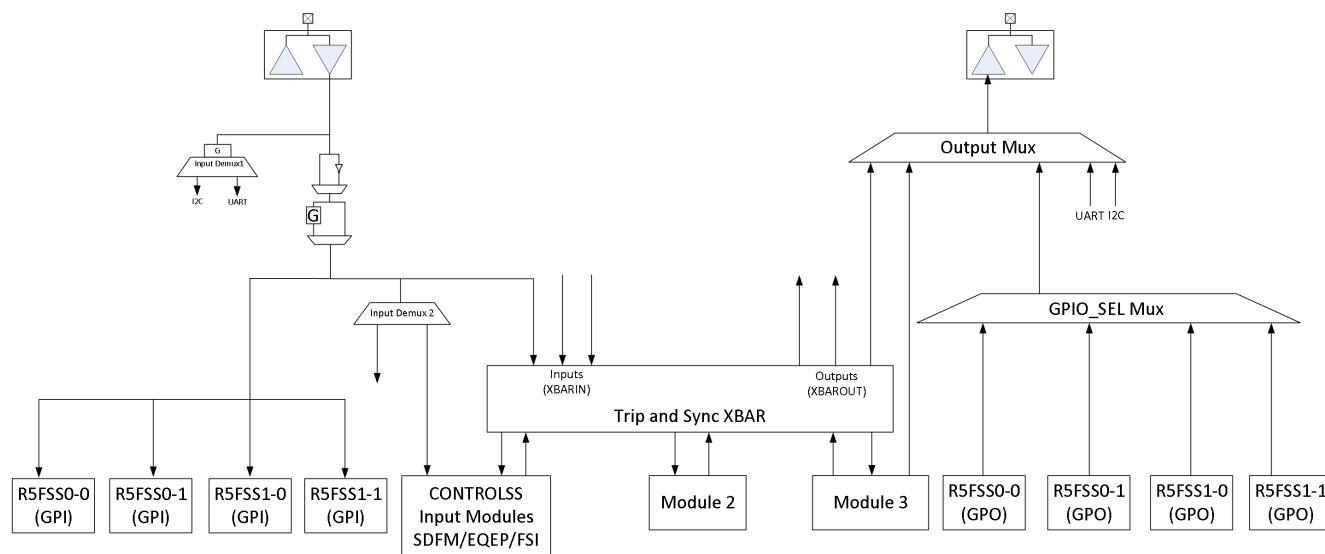 G
Input Demux1
I2C
UART
G
Input Demux 2
Output Mux
UART I2C
GPIO_SEL Mux
Inputs
(XBARIN)
Outputs
(XBAROUT)
Trip and Sync XBAR
R5FSS0-0
(GPI)
R5FSS0-1
(GPI)
R5FSS1-0
(GPI)
R5FSS1-1
(GPI)
CONTROLSS
Input Modules
SDFM/EQEP/FSI
Module 2
Module 3
R5FSS0-0
(GPO)
R5FSS0-1
(GPO)
R5FSS1-0
(GPO)
R5FSS1-1
(GPO)